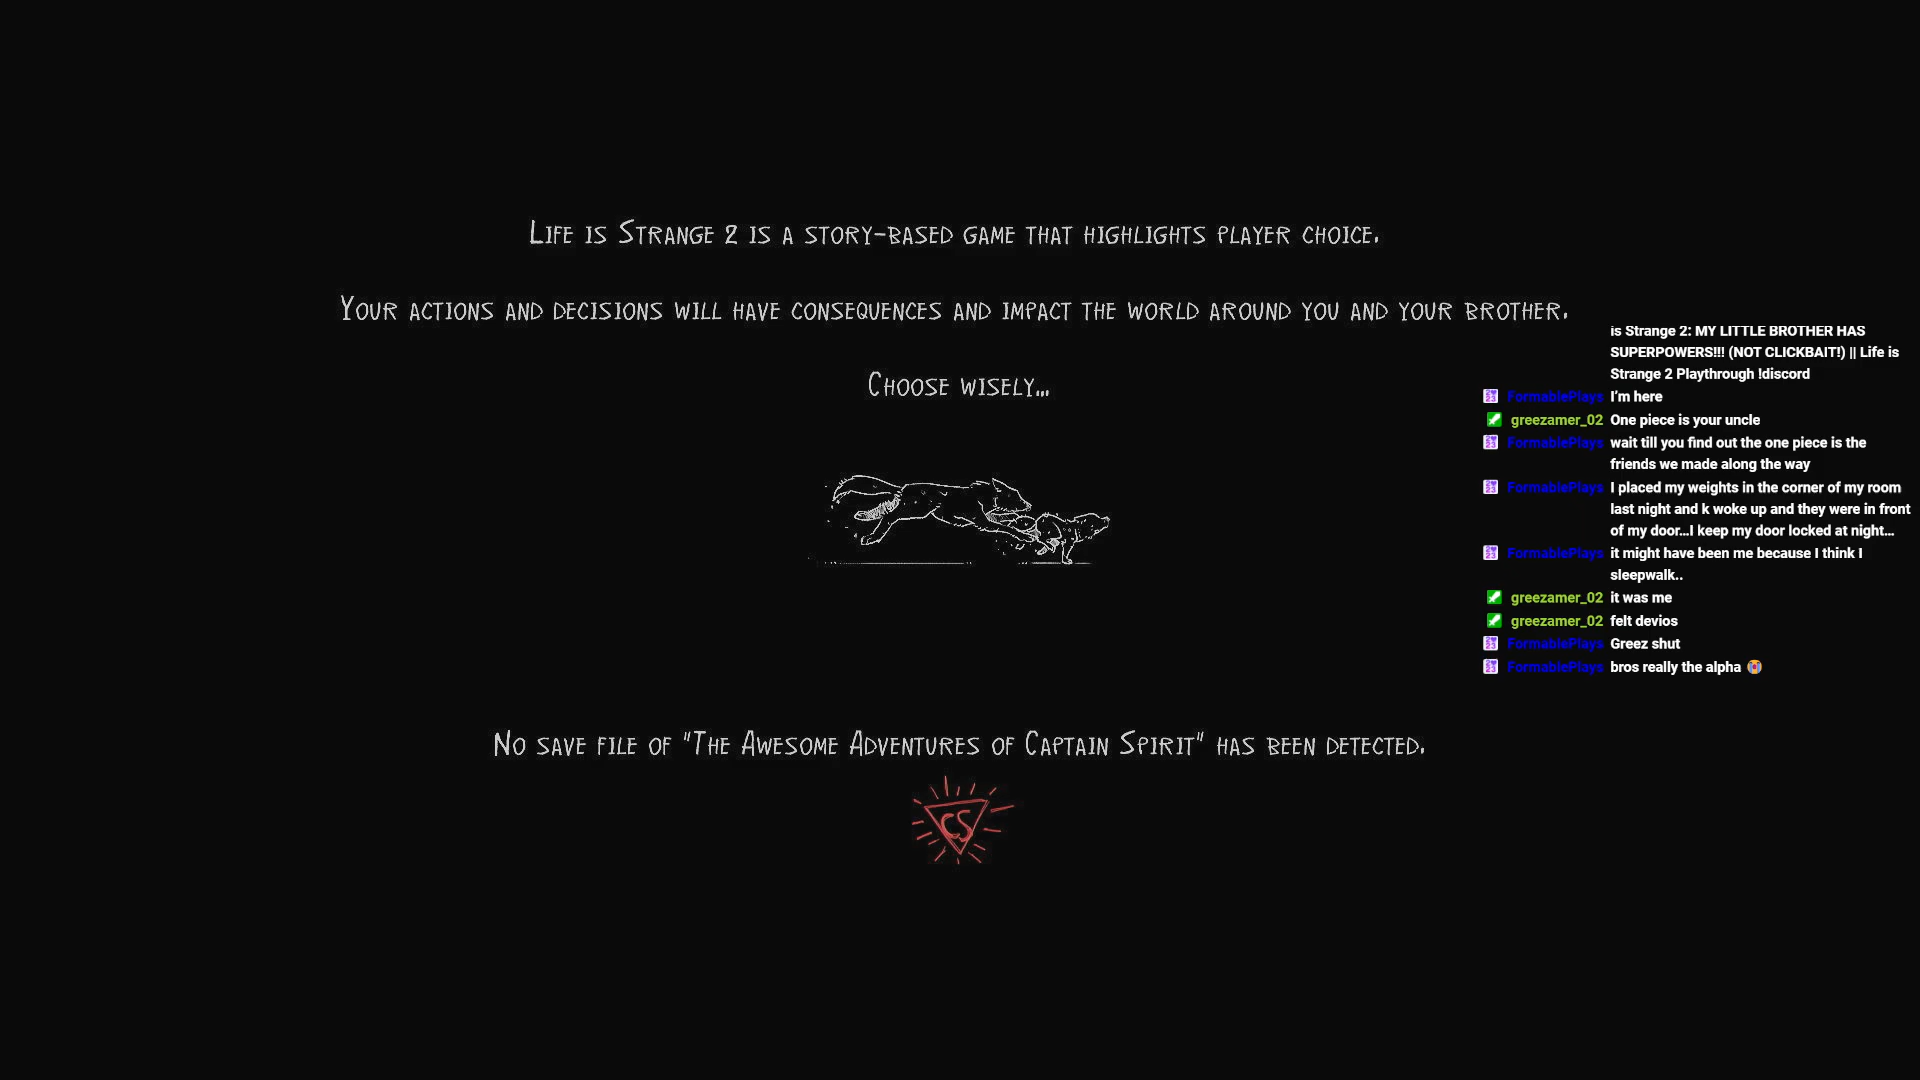 Life is Strange 2 is a story-based game that highlights player choice.
Your actions and decisions will have consequences and impact the world around you and your brother.
Choose wisely...
No save file of "The Awesome Adventures of Captain Spirit" has been detected.
CS
is Strange 2: MY LITTLE BROTHER HAS
SUPERPOWERS!!! (NOT CLICKBAIT!) || Life is
Strange 2 Playthrough !discord
FormablePlays I'm here
greezamer_02 One piece is your uncle
FormablePlays wait till you find out the one piece is the
friends we made along the way
FormablePlays I placed my weights in the corner of my room
last night and k woke up and they were in front
of my door...I keep my door locked at night...
FormablePlays it might have been me because I think I
sleepwalk..
greezamer_02 it was me
greezamer_02 felt devios
FormablePlays Greez shut
FormablePlays bros really the alpha 😭